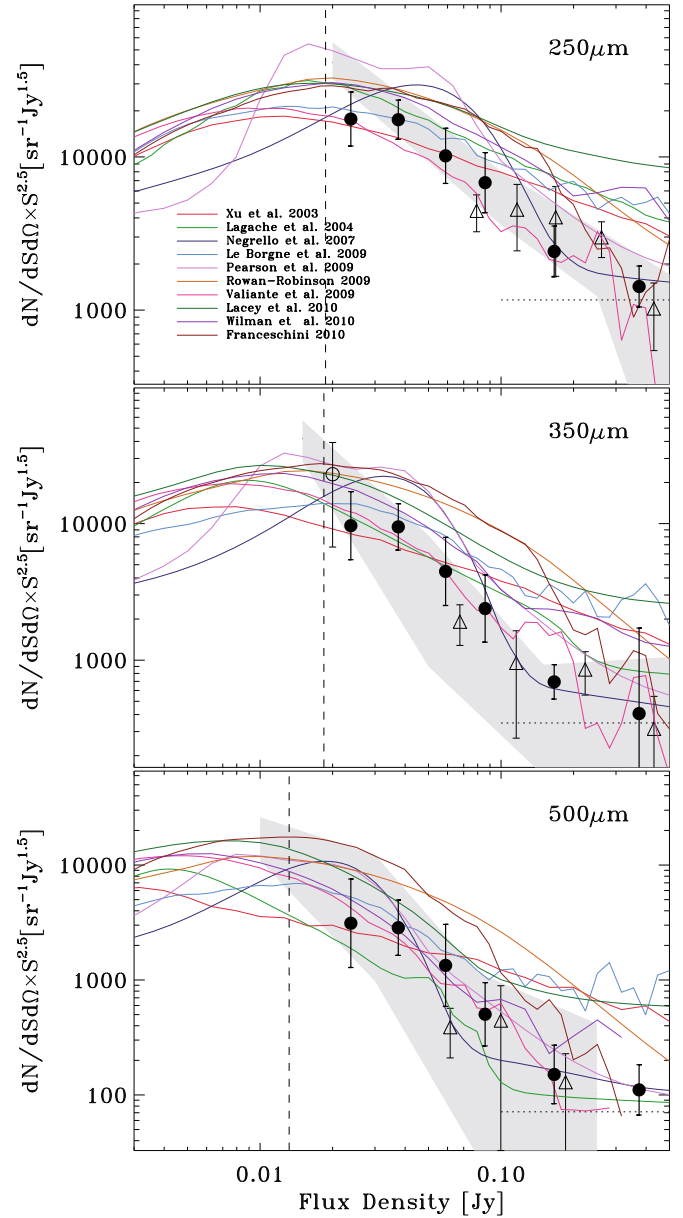 250μm
10000
1000
dN/dSdΩ×S^2.5[sr^-1Jy^1.5]
Xu et al. 2003
Lagache et al. 2004
Negrello et al. 2007
Le Borgne et al. 2009
Pearson et al. 2009
Rowan-Robinson 2009
Valiante et al. 2009
Lacey et al. 2010
Wilman et al. 2010
Franceschini 2010
350μm
10000
1000
dN/dSdΩ×S^2.5[sr^-1Jy^1.5]
500μm
10000
1000
100
dN/dSdΩ×S^2.5[sr^-1Jy^1.5]
0.01 0.10
Flux Density [Jy]